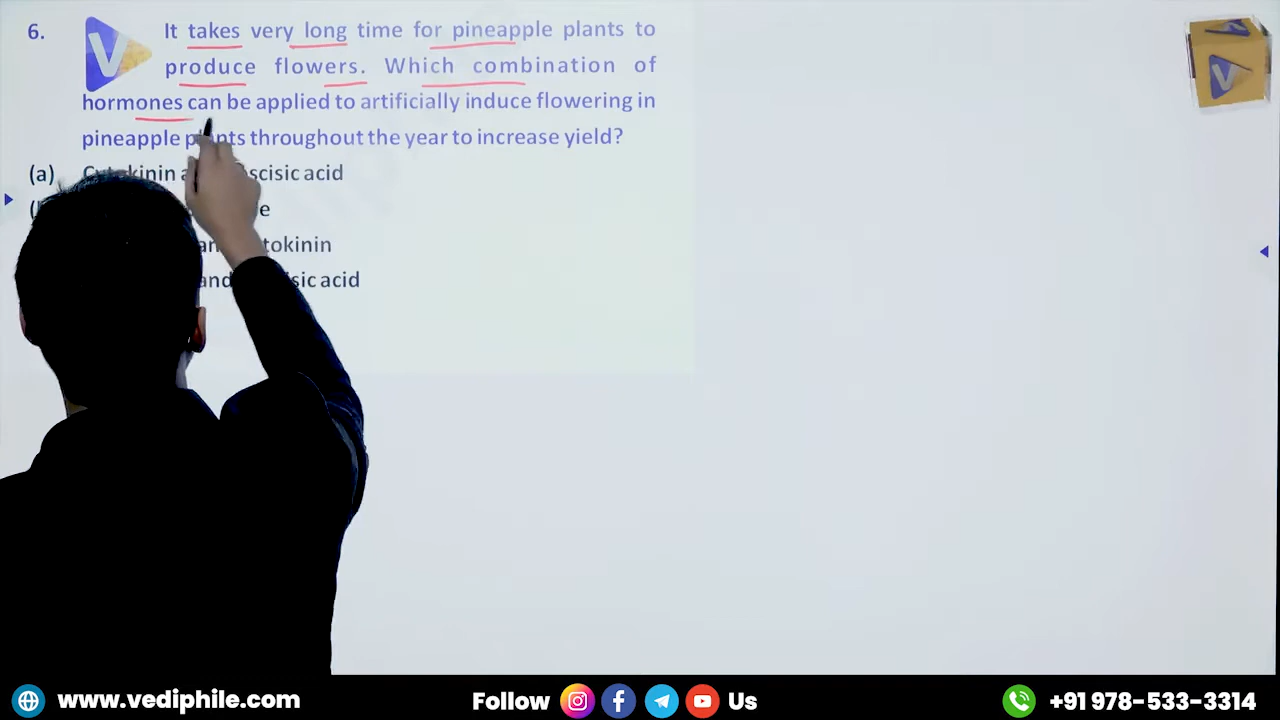 6. It takes very long time for pineapple plants to
produce flowers. Which combination of
hormones can be applied to artificially induce flowering in
pineapple plants throughout the year to increase yield?
(a) Cytokinin scisic acid
and tokinin
and sic acid
www.vediphile.com Follow Us +91 978-533-3314